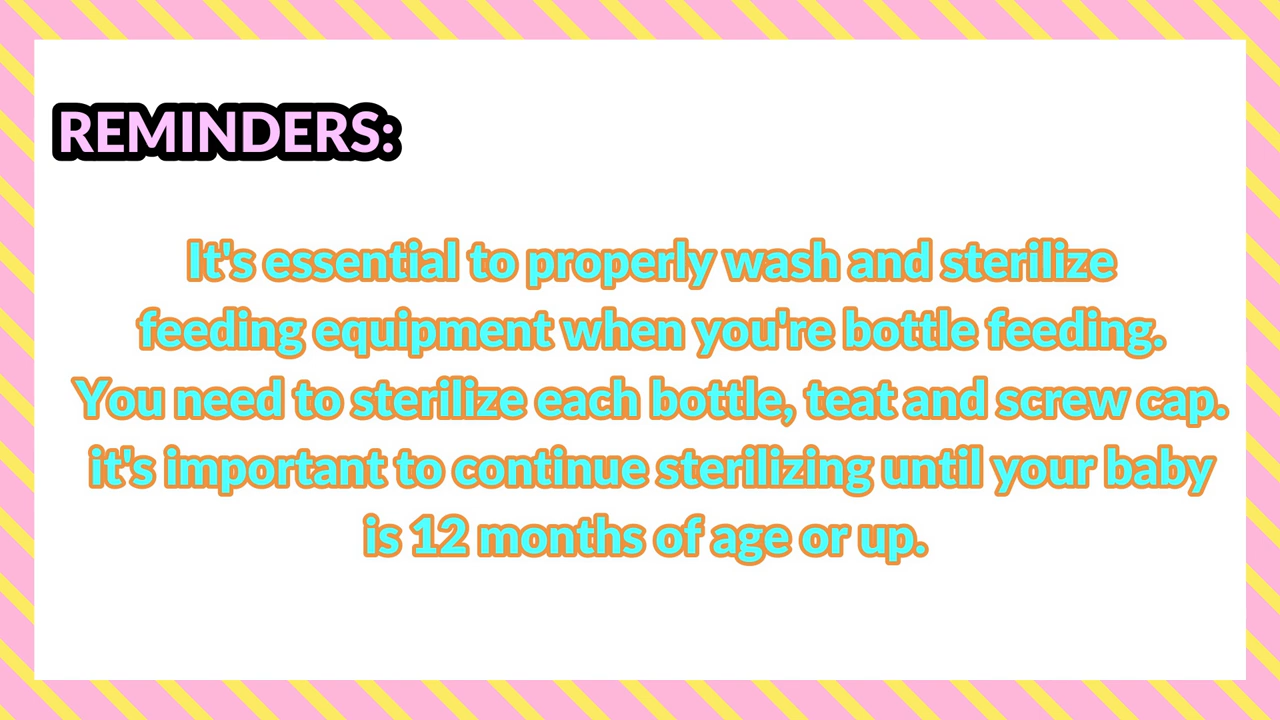 REMINDERS:
It's essential to properly wash and sterilize
feeding equipment when you're bottle feeding.
You need to sterilize each bottle, teat and screw cap.
it's important to continue sterilizing until your baby
is 12 months of age or up.